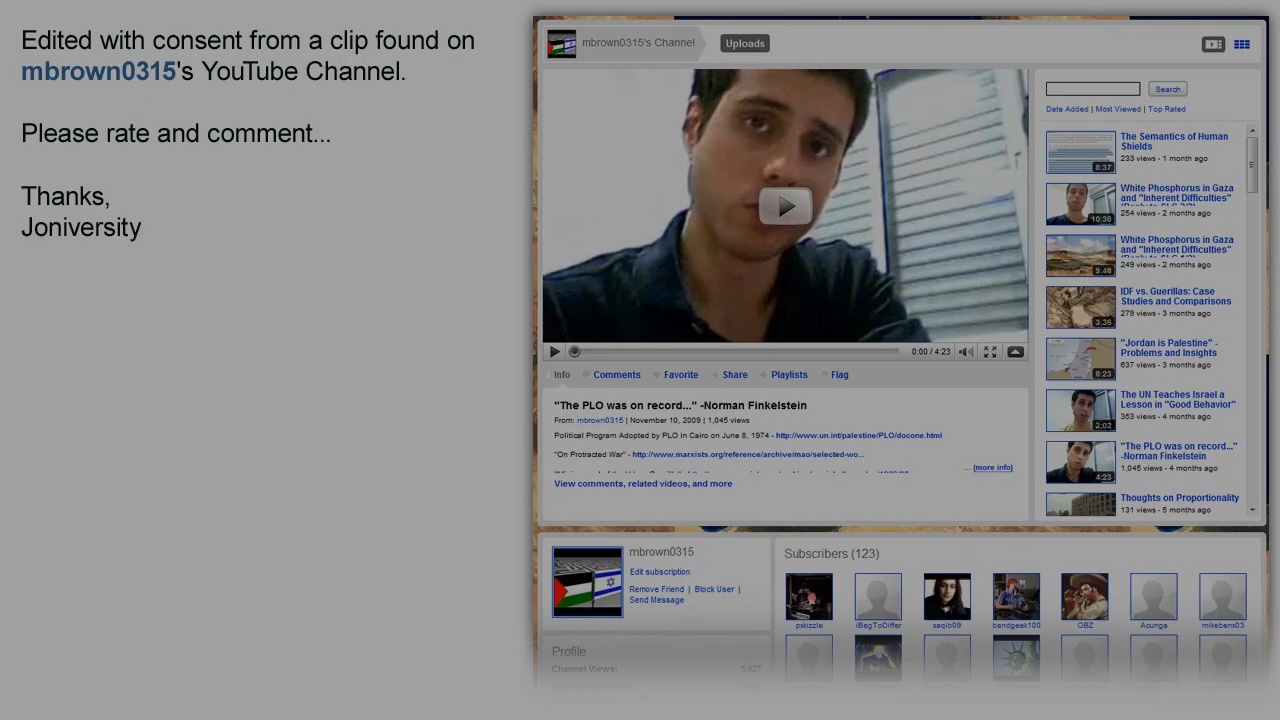 Edited with consent from a clip found on
mbrown0315's YouTube Channel.
Please rate and comment...
Thanks,
Joniversity
mbrown0315's Channel
Uploads
0:00 / 4:23
Info
Comments
Favorite
Share
Playlists
Flag
"The PLO was on record..." -Norman Finkelstein
From: mbrown0315 | November 10, 2009 | 1,045 views
Political Program Adopted by PLO in Cairo on June 8, 1974 - http://www.un.int/palestine/PLO/docone.html
"On Protracted War" - http://www.marxists.org/reference/archive/mao/selected-wo...
... (more info)
View comments, related videos, and more
Search
Date Added | Most Viewed | Top Rated
The Semantics of Human
Shields
233 views - 1 month ago
8:37
White Phosphorus in Gaza
and "Inherent Difficulties"
254 views - 2 months ago
10:30
White Phosphorus in Gaza
and "Inherent Difficulties"
249 views - 2 months ago
9:48
IDF vs. Guerillas: Case
Studies and Comparisons
279 views - 3 months ago
3:36
"Jordan is Palestine" -
Problems and Insights
637 views - 3 months ago
8:23
The UN Teaches Israel a
Lesson in "Good Behavior"
353 views - 4 months ago
2:02
"The PLO was on record..."
-Norman Finkelstein
1,045 views - 4 months ago
4:23
Thoughts on Proportionality
131 views - 5 months ago
mbrown0315
Edit subscription
Remove Friend | Block User |
Send Message
Profile
Channel Views: 5,627
Subscribers (123)
pskizzle
iBegToDiffer
saqib09
bandgeek100
OBZ
Acunga
mikebens03